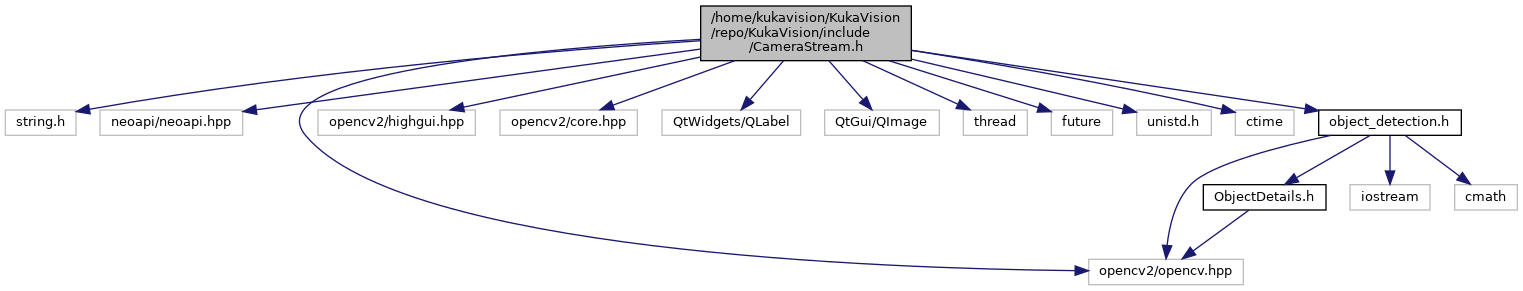 /home/kukavision/KukaVision
/repo/KukaVision/include
/CameraStream.h
string.h
neoapi/neoapi.hpp
opencv2/highgui.hpp
opencv2/core.hpp
QtWidgets/QLabel
QtGui/QImage
thread
future
unistd.h
ctime
object_detection.h
ObjectDetails.h
iostream
cmath
opencv2/opencv.hpp